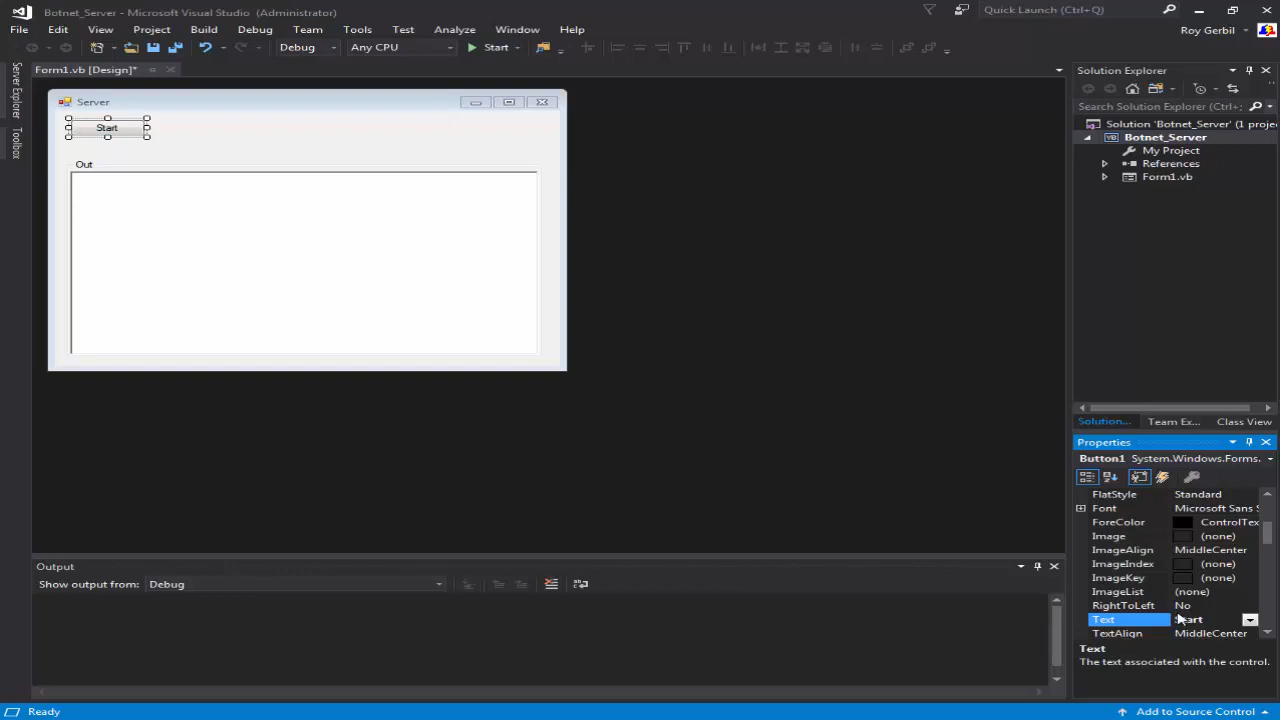 Botnet_Server - Microsoft Visual Studio (Administrator)
Quick Launch (Ctrl+Q)
File Edit View Project Build Debug Team Tools Test Analyze Window Help
Roy Gerbil
Debug Any CPU Start
Form1.vb [Design]*
Server Explorer
Toolbox
Server
Start
Out
Solution Explorer
Search Solution Explorer (Ctrl+;
Solution 'Botnet_Server' (1 projec
VB Botnet_Server
My Project
References
Form1.vb
Solution... Team Ex... Class View
Properties
Button1 System.Windows.Forms.
FlatStyle Standard
Font Microsoft Sans S
ForeColor ControlTex
Image (none)
ImageAlign MiddleCenter
ImageIndex (none)
ImageKey (none)
ImageList (none)
RightToLeft No
Text Start
TextAlign MiddleCenter
Text
The text associated with the control.
Output
Show output from: Debug
Ready
Add to Source Control